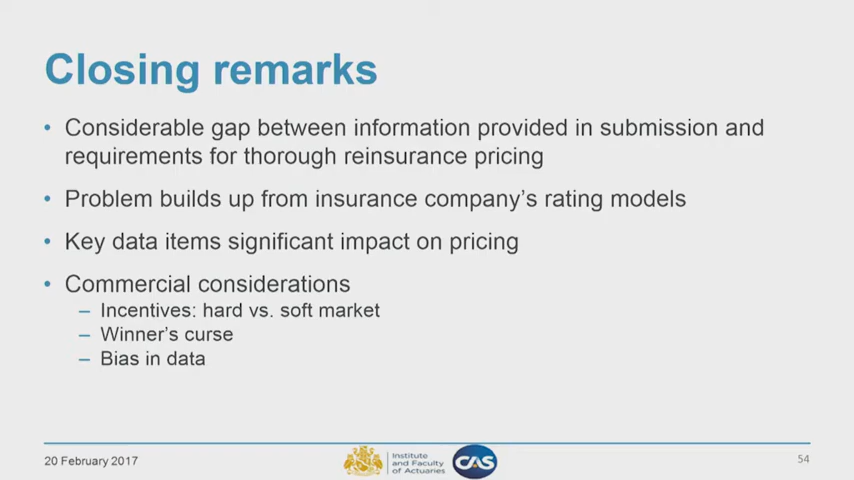 Closing remarks
• Considerable gap between information provided in submission and
requirements for thorough reinsurance pricing
• Problem builds up from insurance company's rating models
• Key data items significant impact on pricing
• Commercial considerations
– Incentives: hard vs. soft market
– Winner's curse
– Bias in data
20 February 2017
Institute
and Faculty
of Actuaries
CAS
54